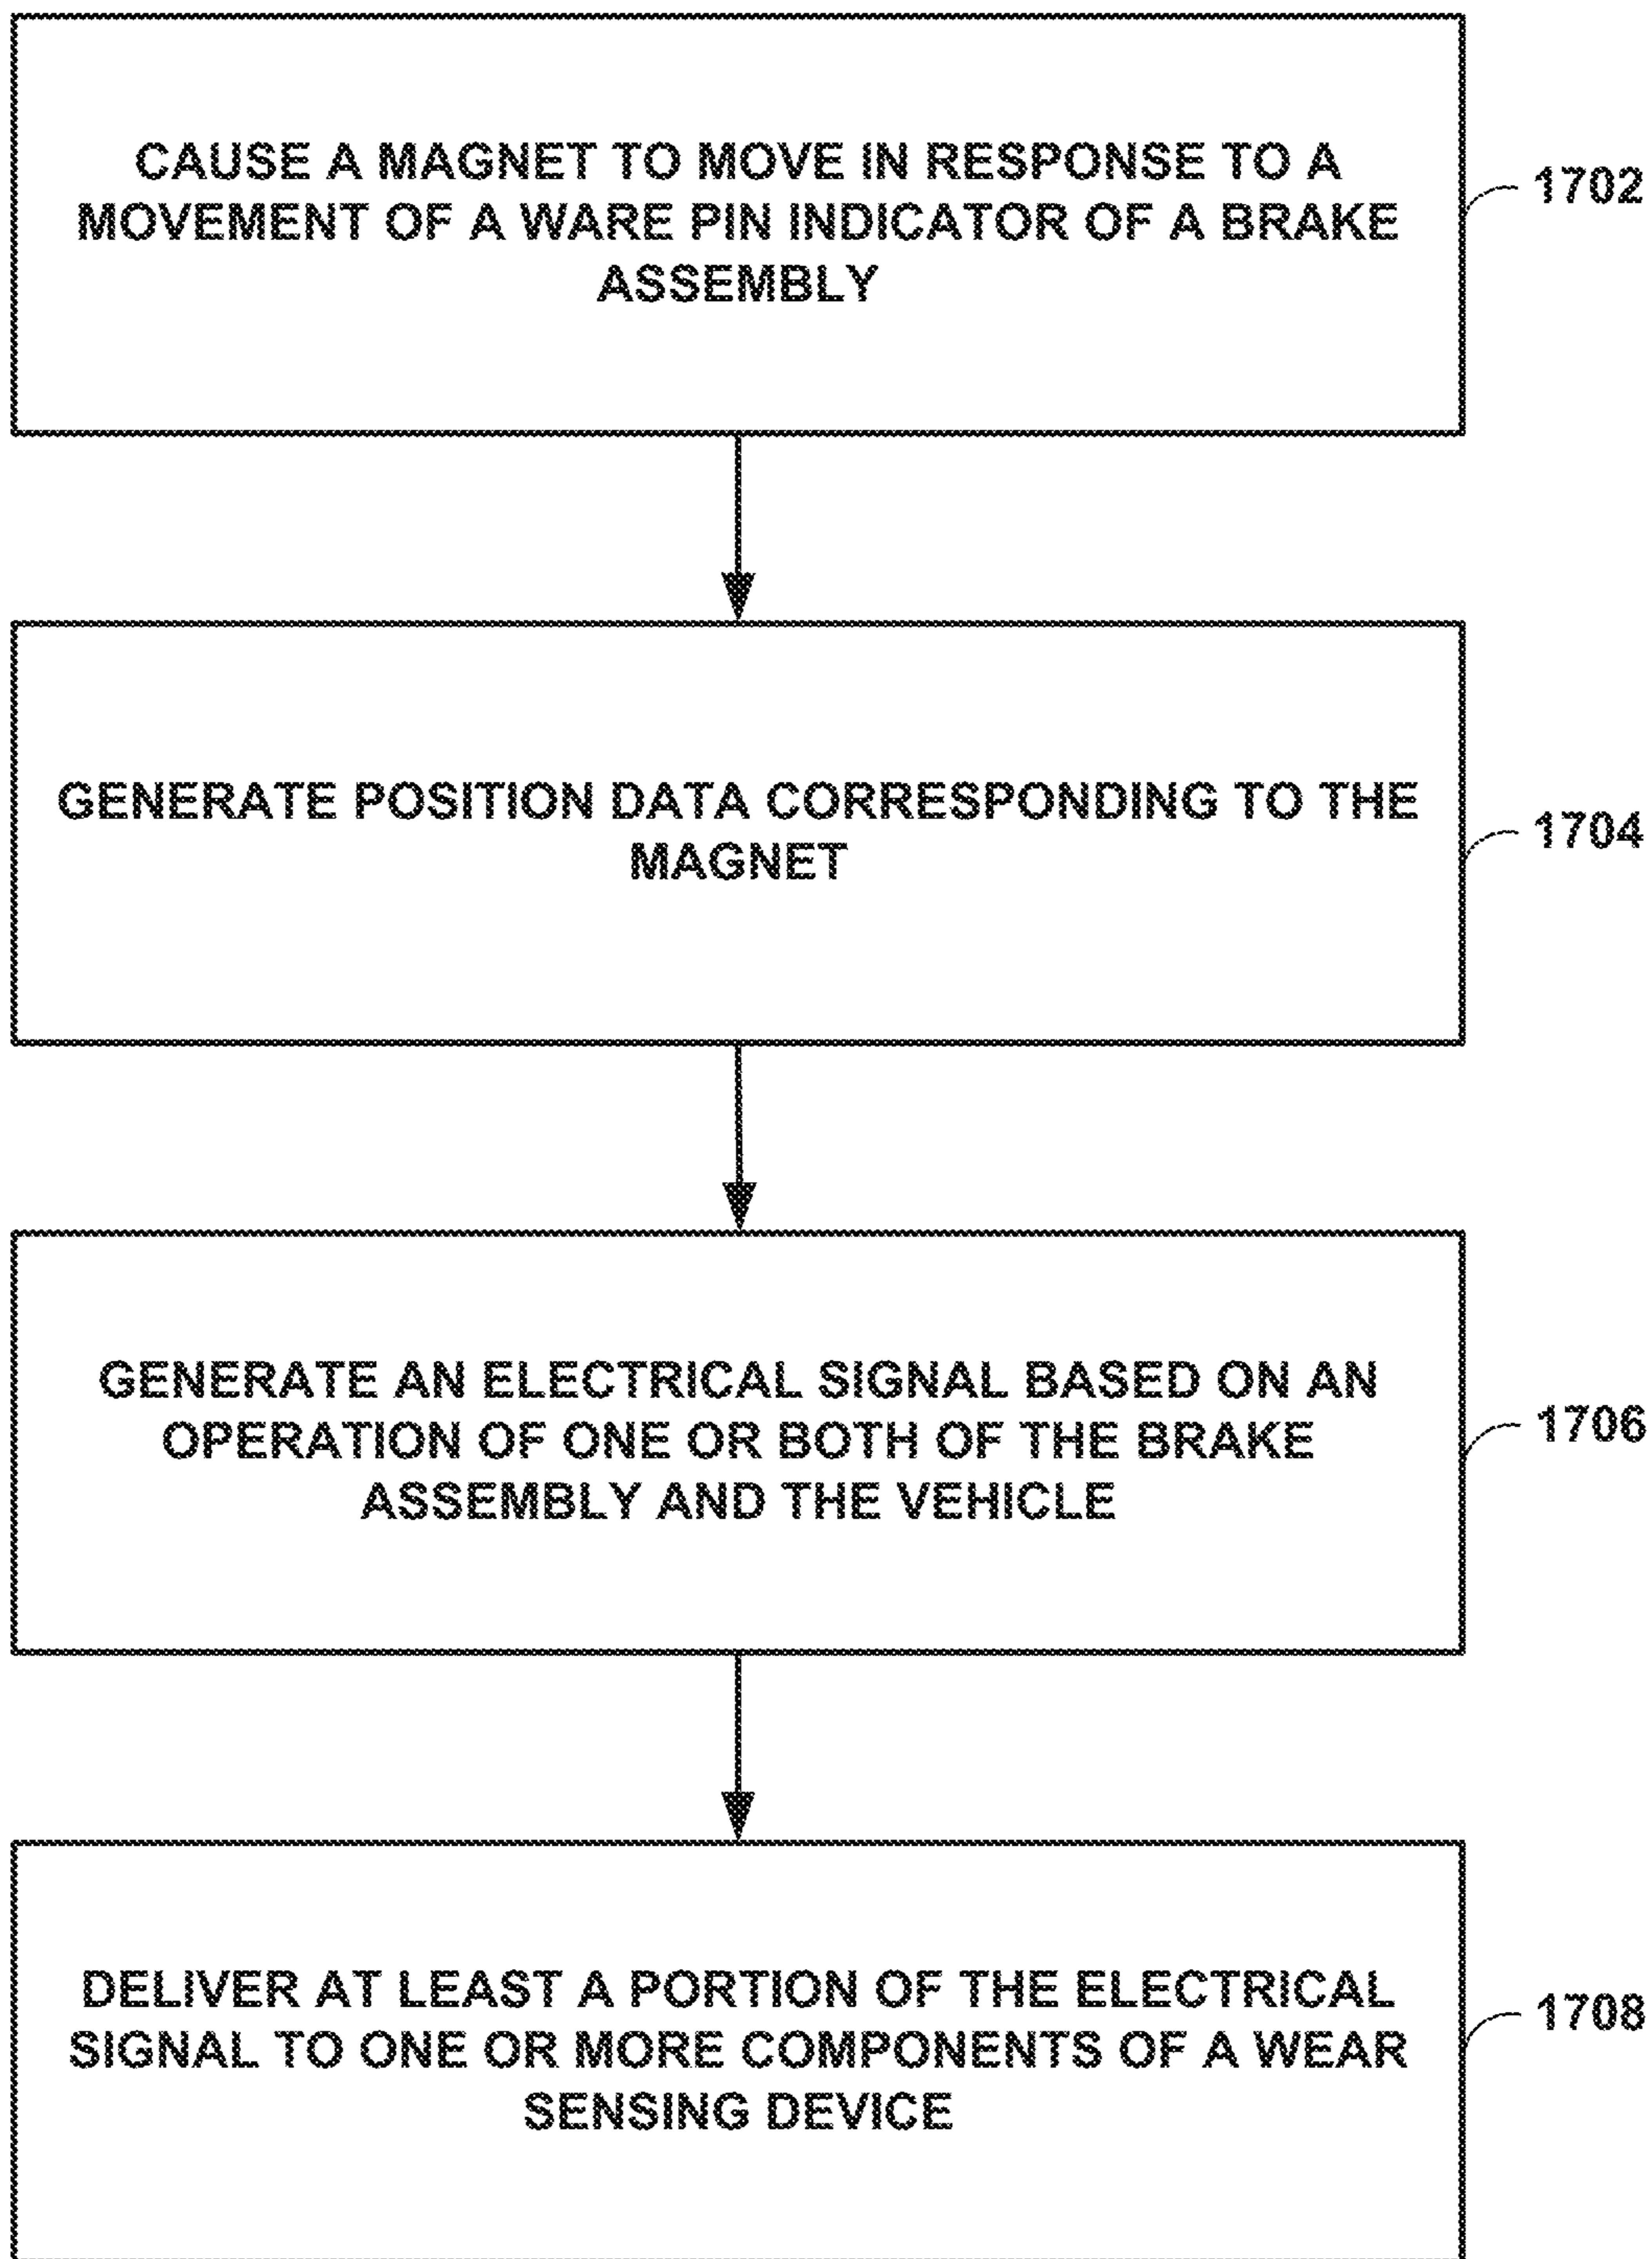 CAUSE A MAGNET TO MOVE IN RESPONSE TO A
MOVEMENT OF A WARE PIN INDICATOR OF A BRAKE
ASSEMBLY
1702
GENERATE POSITION DATA CORRESPONDING TO THE
MAGNET
1704
GENERATE AN ELECTRICAL SIGNAL BASED ON AN
OPERATION OF ONE OR BOTH OF THE BRAKE
ASSEMBLY AND THE VEHICLE
1706
DELIVER AT LEAST A PORTION OF THE ELECTRICAL
SIGNAL TO ONE OR MORE COMPONENTS OF A WEAR
SENSING DEVICE
1708